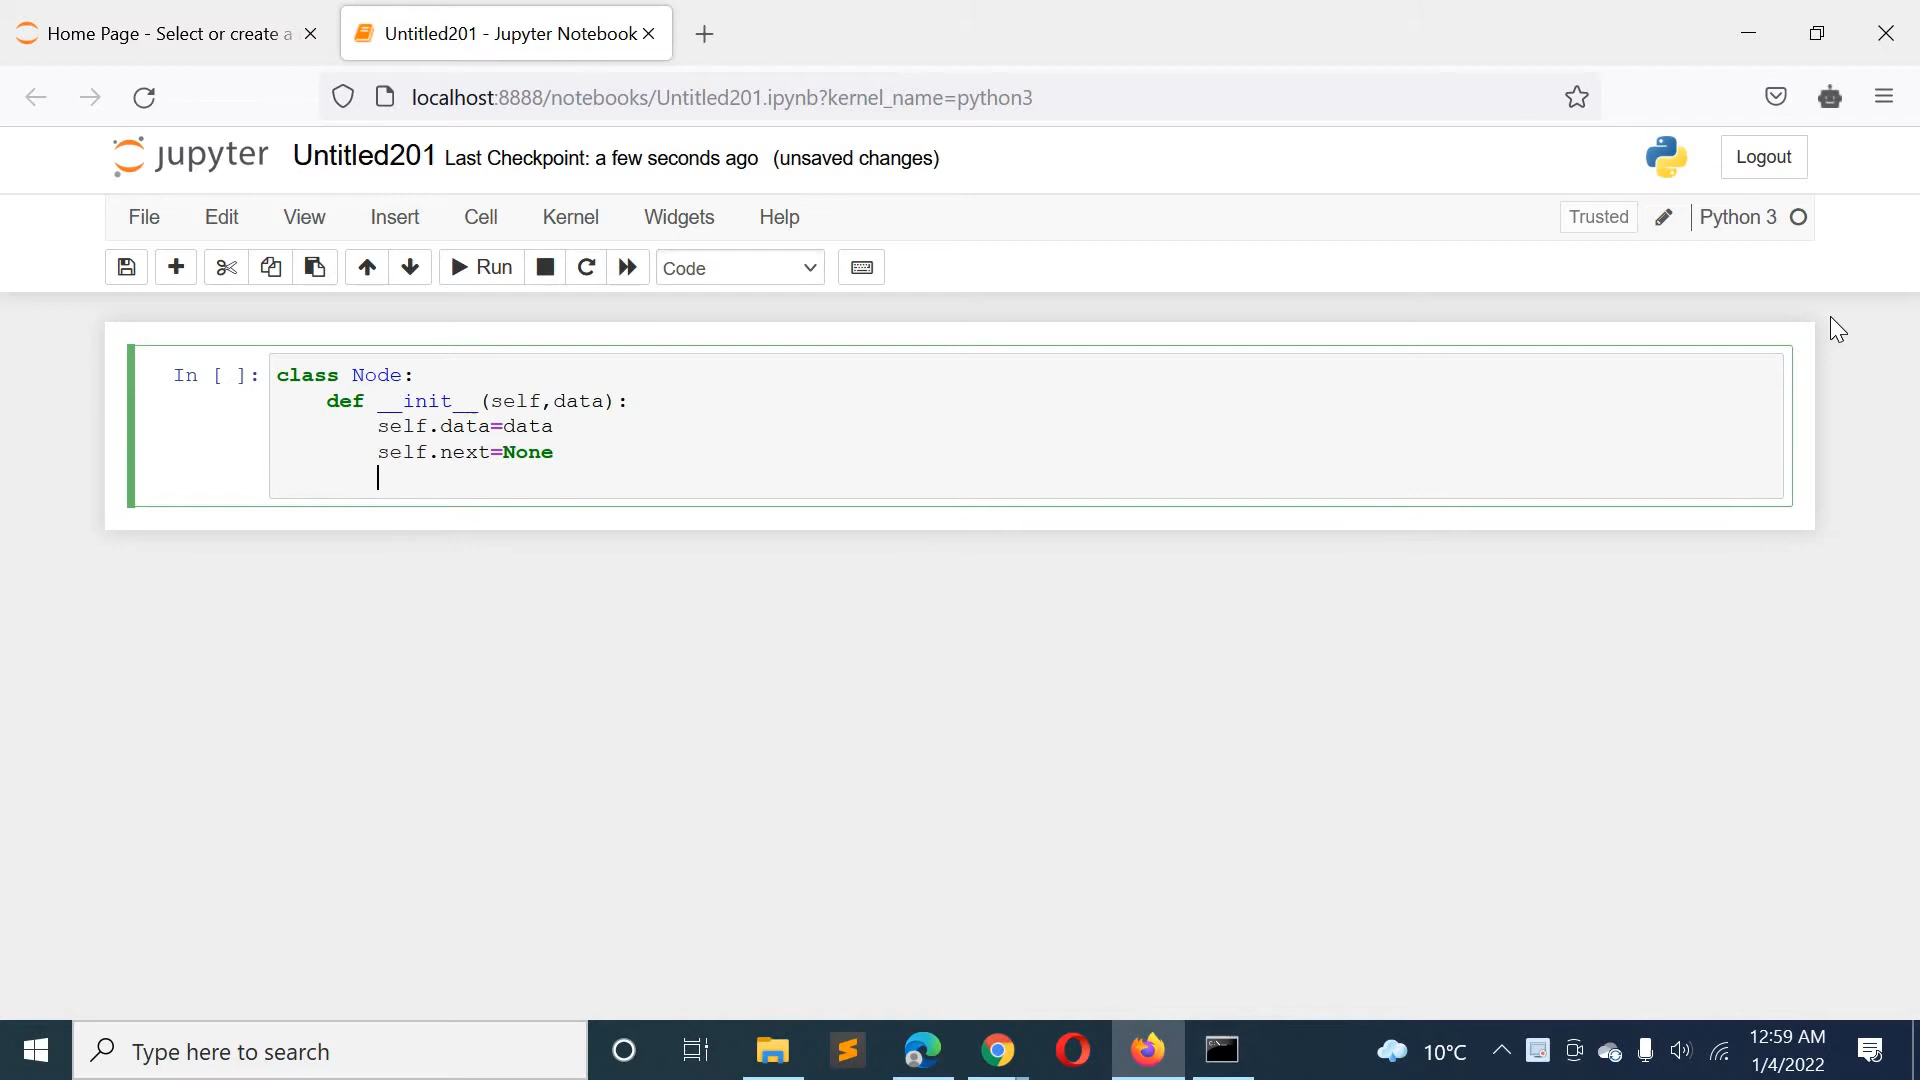 Home Page - Select or create a
Untitled201 - Jupyter Notebook
localhost:8888/notebooks/Untitled201.ipynb?kernel_name=python3
jupyter Untitled201 Last Checkpoint: a few seconds ago (unsaved changes)
Logout
File Edit View Insert Cell Kernel Widgets Help
Trusted Python 3
Run Code
In [ ]: class Node:
def __init__(self,data):
self.data=data
self.next=None
Type here to search
10°C
12:59 AM
1/4/2022